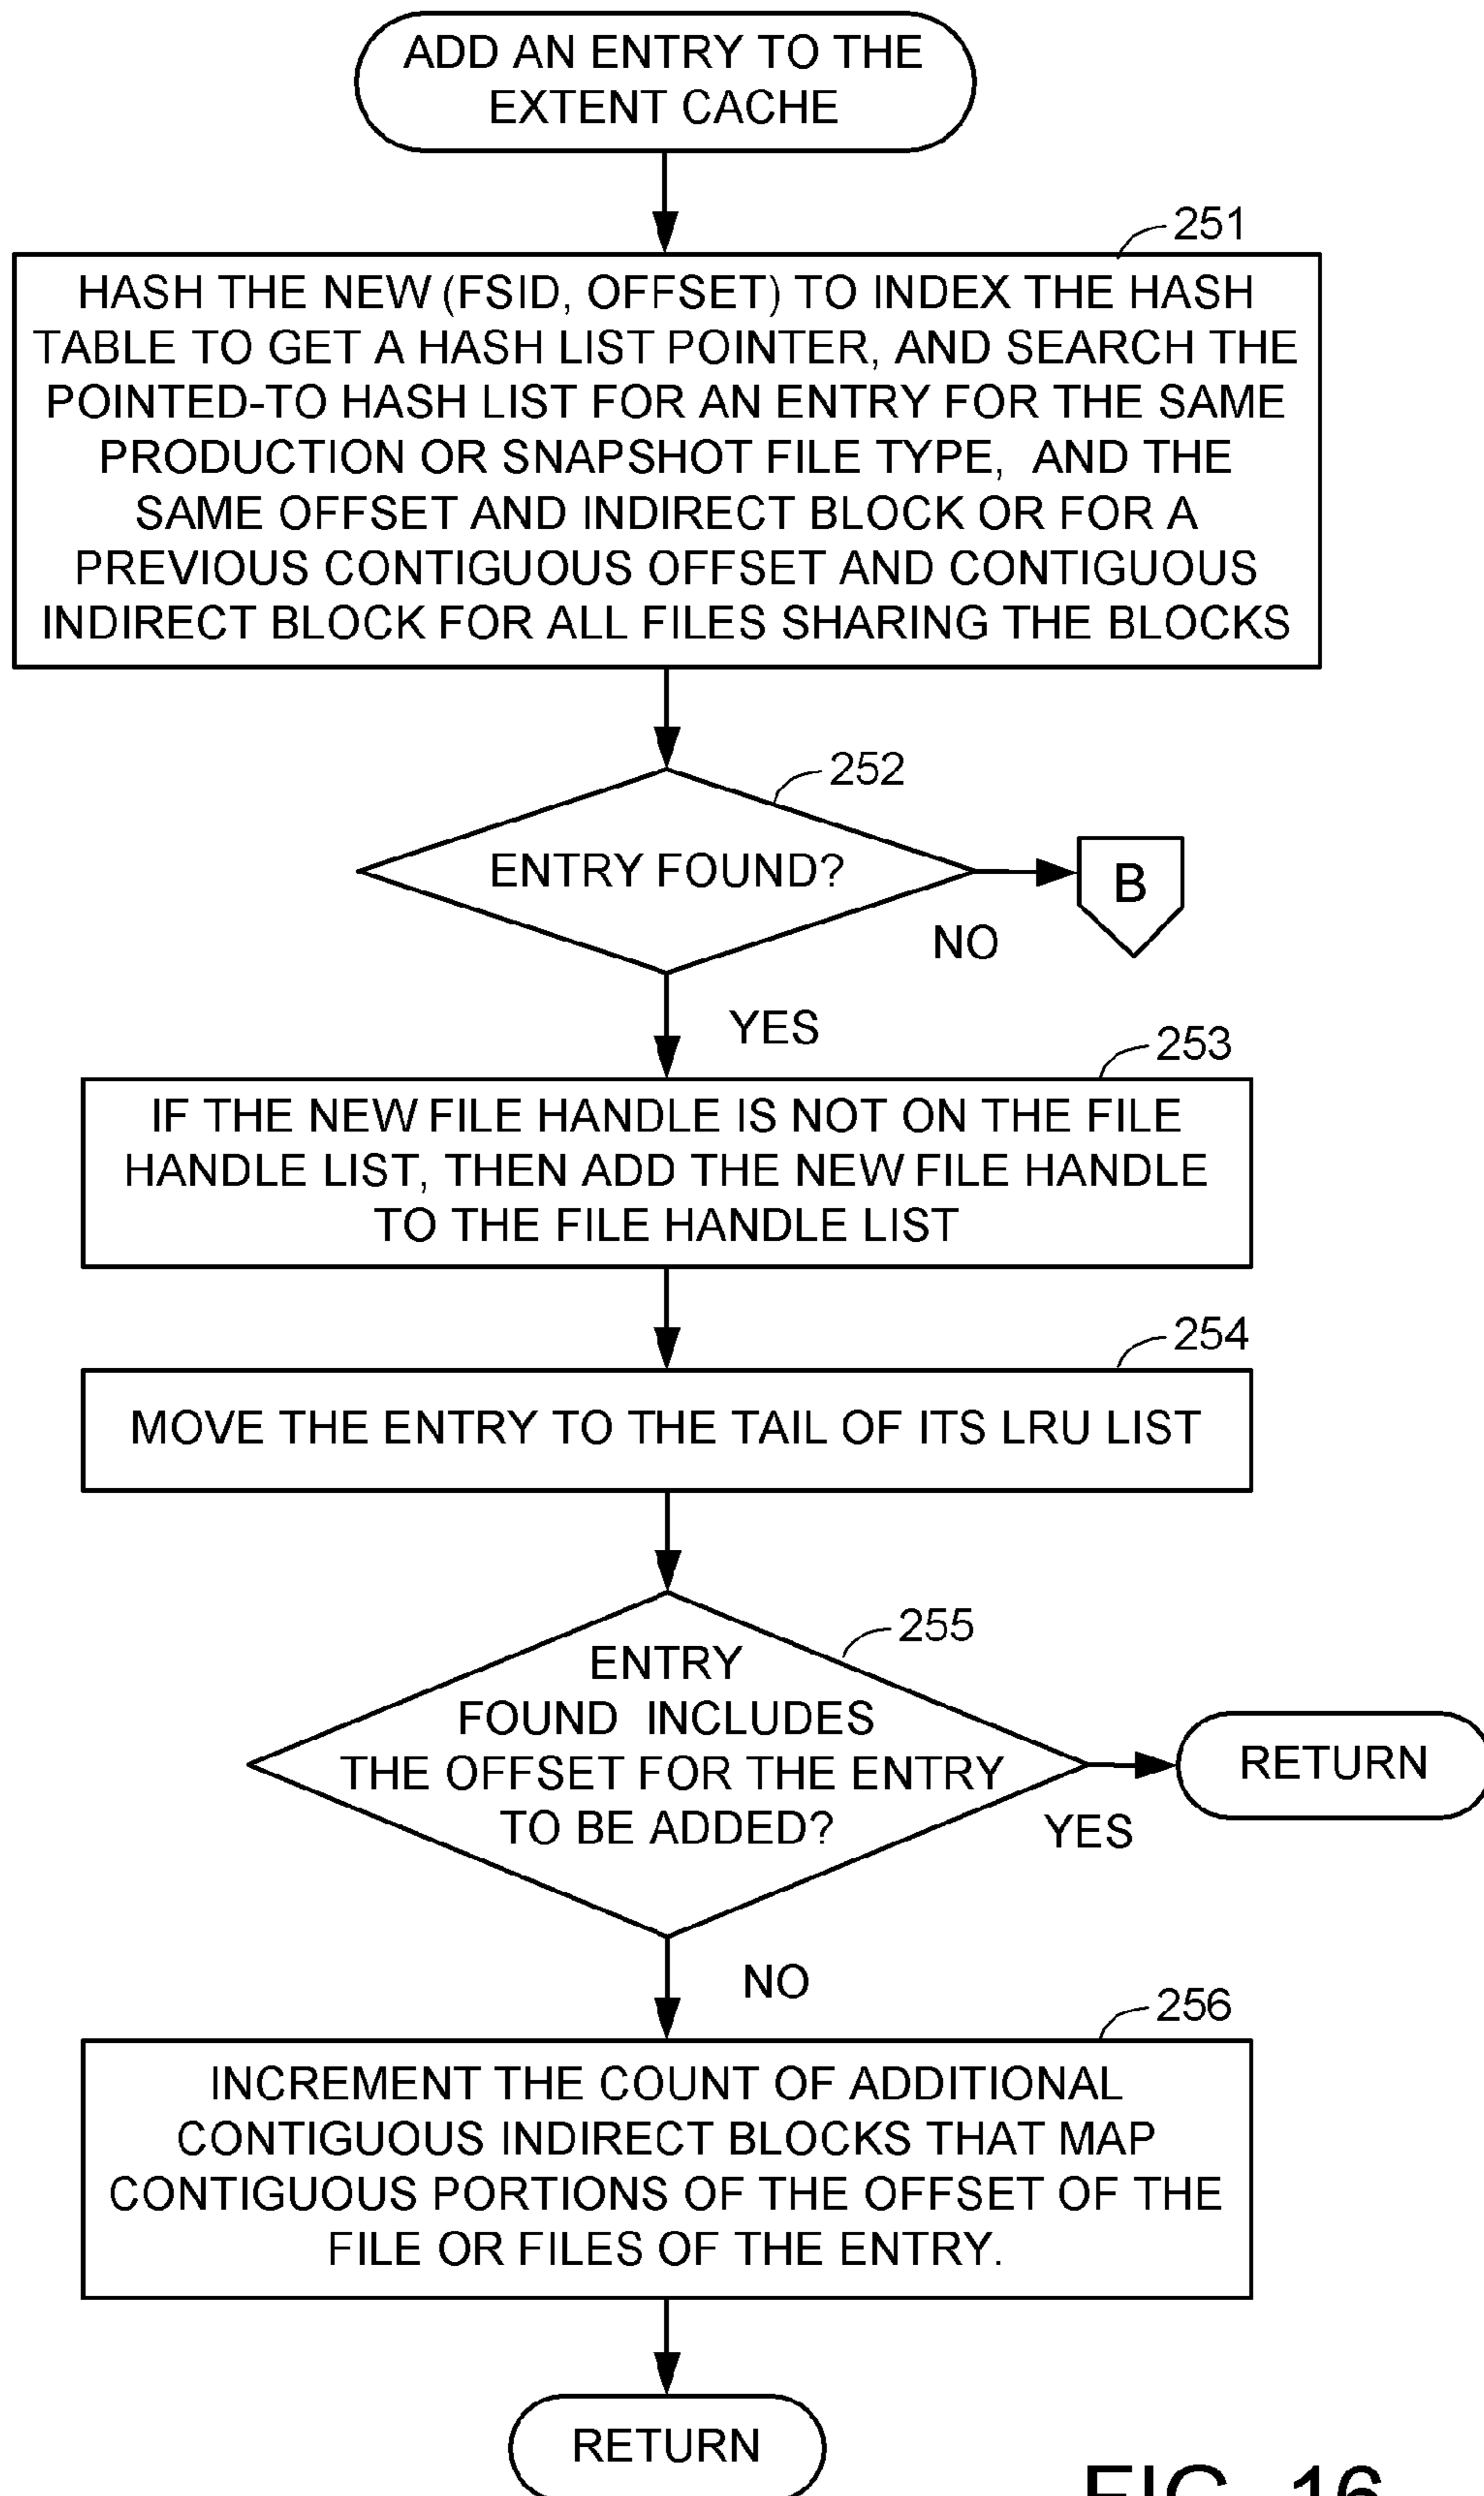 ADD AN ENTRY TO THE
EXTENT CACHE
251
HASH THE NEW (FSID, OFFSET) TO INDEX THE HASH
TABLE TO GET A HASH LIST POINTER, AND SEARCH THE
POINTED-TO HASH LIST FOR AN ENTRY FOR THE SAME
PRODUCTION OR SNAPSHOT FILE TYPE, AND THE
SAME OFFSET AND INDIRECT BLOCK OR FOR A
PREVIOUS CONTIGUOUS OFFSET AND CONTIGUOUS
INDIRECT BLOCK FOR ALL FILES SHARING THE BLOCKS
252
ENTRY FOUND?
B
NO
YES
253
IF THE NEW FILE HANDLE IS NOT ON THE FILE
HANDLE LIST, THEN ADD THE NEW FILE HANDLE
TO THE FILE HANDLE LIST
254
MOVE THE ENTRY TO THE TAIL OF ITS LRU LIST
255
ENTRY
FOUND INCLUDES
THE OFFSET FOR THE ENTRY
TO BE ADDED?
RETURN
YES
NO
256
INCREMENT THE COUNT OF ADDITIONAL
CONTIGUOUS INDIRECT BLOCKS THAT MAP
CONTIGUOUS PORTIONS OF THE OFFSET OF THE
FILE OR FILES OF THE ENTRY.
RETURN
FIG. 16